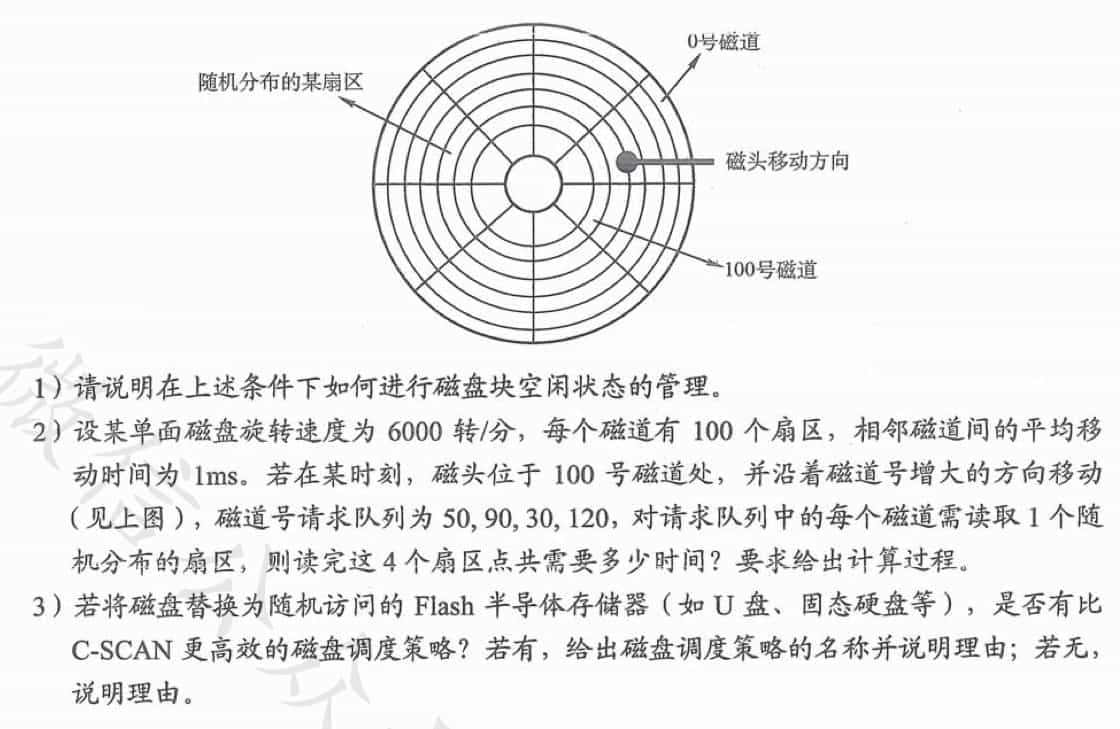 0号磁道
随机分布的某扇区
磁头移动方向
100号磁道
1）请说明在上述条件下如何进行磁盘块空闲状态的管理。
2）设某单面磁盘旋转速度为 6000 转/分，每个磁道有 100 个扇区，相邻磁道间的平均移
动时间为 1ms。若在某时刻，磁头位于 100 号磁道处，并沿着磁道号增大的方向移动
（见上图），磁道号请求队列为 50, 90, 30, 120，对请求队列中的每个磁道需读取 1 个随
机分布的扇区，则读完这 4 个扇区点共需要多少时间？要求给出计算过程。
3）若将磁盘替换为随机访问的 Flash 半导体存储器（如 U 盘、固态硬盘等），是否有比
C-SCAN 更高效的磁盘调度策略？若有，给出磁盘调度策略的名称并说明理由；若无，
说明理由。
微信公众